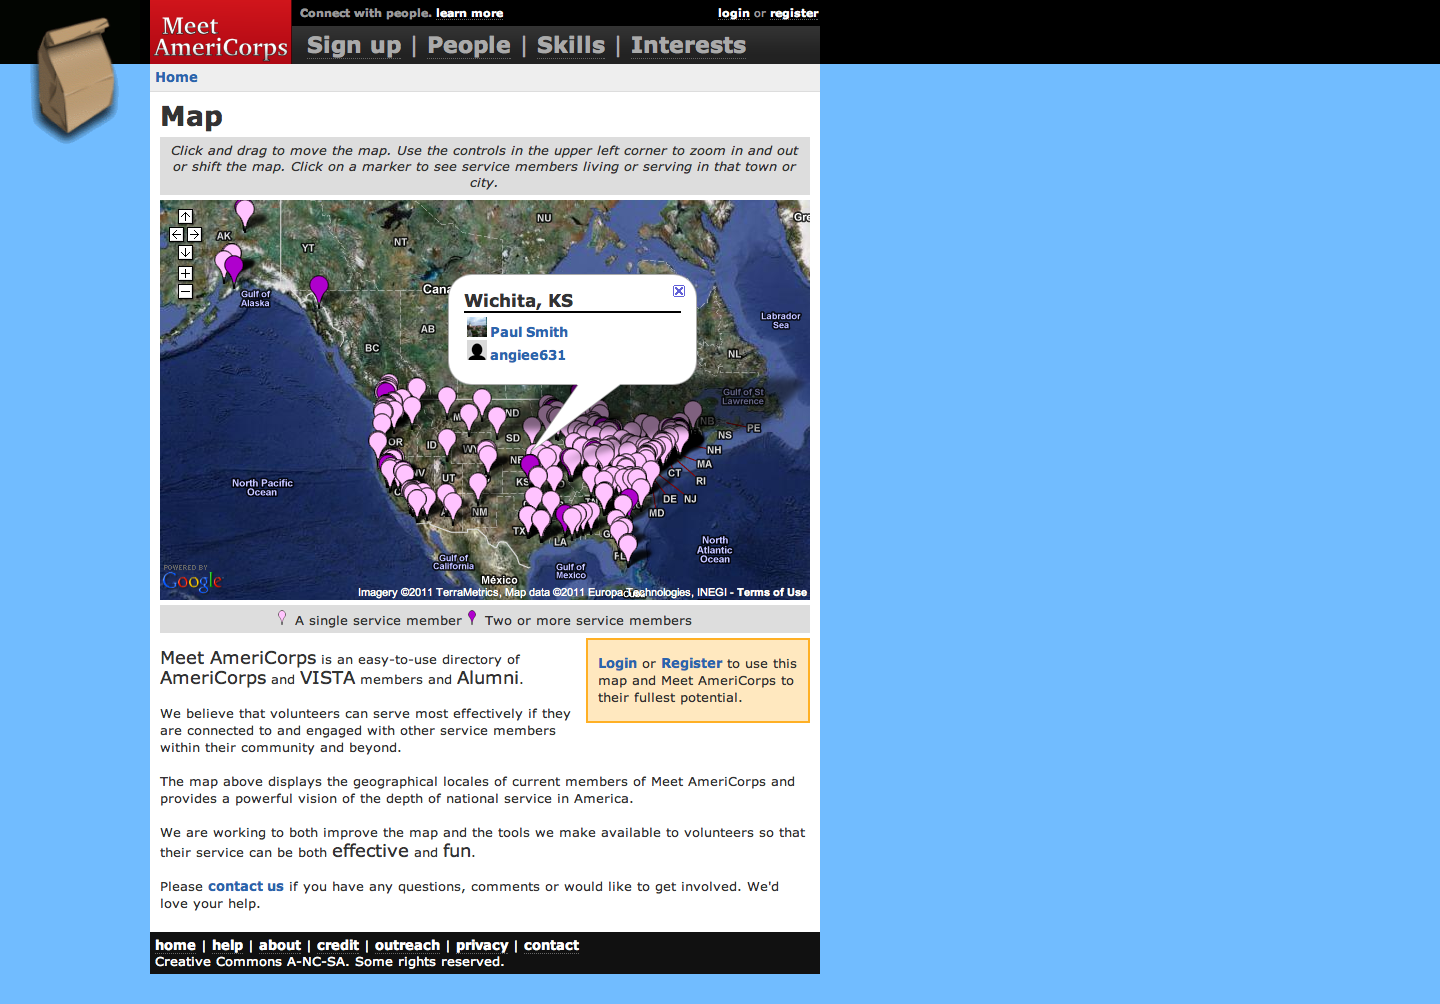 Meet
AmeriCorps
Connect with people. learn more
login or register
Sign up | People | Skills | Interests
Home
Map
Click and drag to move the map. Use the controls in the upper left corner to zoom in and out
or shift the map. Click on a marker to see service members living or serving in that town or
city.
AK
YT
NT
NU
Gulf of
Alaska
Cana
Labrador
Sea
AB
BC
NL
Wichita, KS
Paul Smith
angiee631
Gulf of St
Lawrence
ND
NB
PE
NS
OR
ID
SD
NH
WY
NE
MA
CT
RI
UT
KS
DE
NJ
MD
North Pacific
Ocean
NM
TX
LA
FL
North
Atlantic
Ocean
Gulf of
California
Gulf of
Mexico
México
POWERED BY
Google
Imagery ©2011 TerraMetrics, Map data ©2011 Europa Technologies, INEGI - Terms of Use
A single service member Two or more service members
Meet AmeriCorps is an easy-to-use directory of
AmeriCorps and VISTA members and Alumni.
Login or Register to use this
map and Meet AmeriCorps to
their fullest potential.
We believe that volunteers can serve most effectively if they
are connected to and engaged with other service members
within their community and beyond.
The map above displays the geographical locales of current members of Meet AmeriCorps and
provides a powerful vision of the depth of national service in America.
We are working to both improve the map and the tools we make available to volunteers so that
their service can be both effective and fun.
Please contact us if you have any questions, comments or would like to get involved. We'd
love your help.
home | help | about | credit | outreach | privacy | contact
Creative Commons A-NC-SA. Some rights reserved.